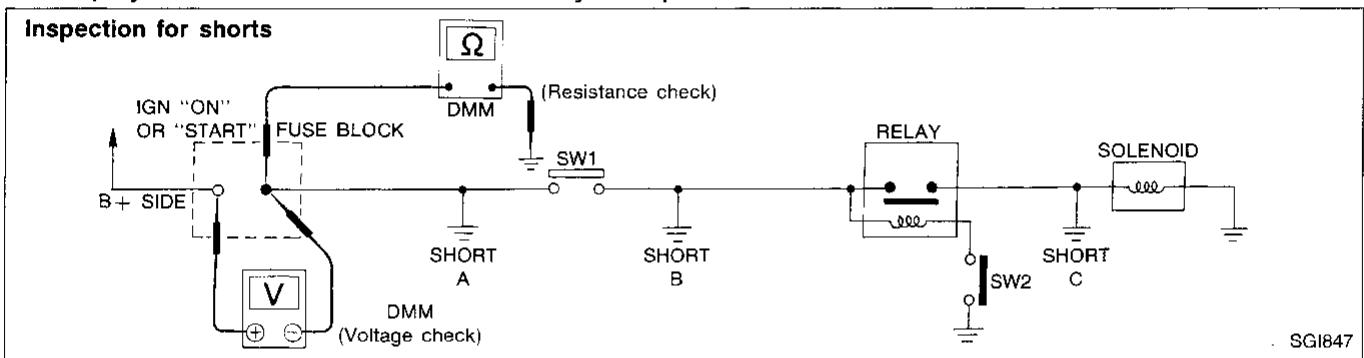 Inspection for shorts
Ω
DMM
(Resistance check)
IGN "ON"
OR "START"
FUSE BLOCK
SW1
RELAY
SOLENOID
B+ SIDE
SHORT
A
SHORT
B
SHORT
C
SW2
V
DMM
(Voltage check)
SGI847